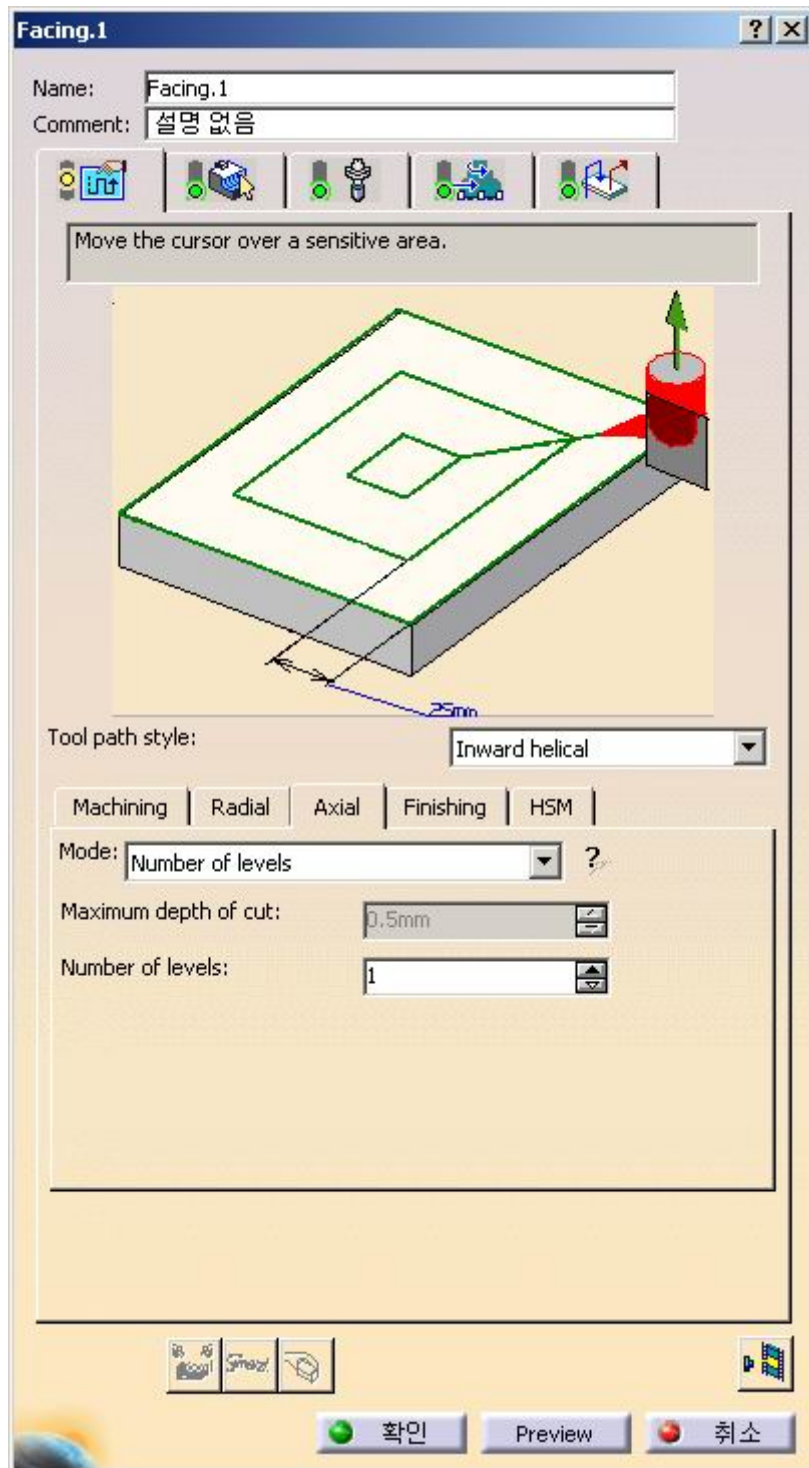 Facing.1
Name: Facing.1
Comment: 설명 없음
Move the cursor over a sensitive area.
25mm
Tool path style: Inward helical
Machining Radial Axial Finishing HSM
Mode: Number of levels ?
Maximum depth of cut: 0.5mm
Number of levels: 1
확인 Preview 취소